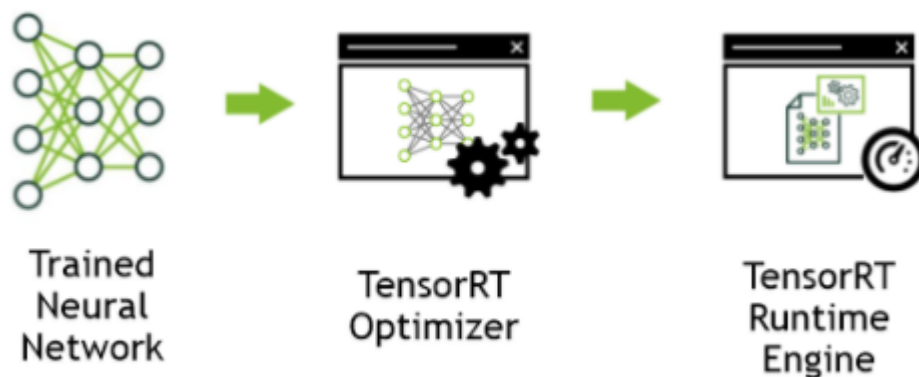 Trained
Neural
Network
TensorRT
Optimizer
TensorRT
Runtime
Engine